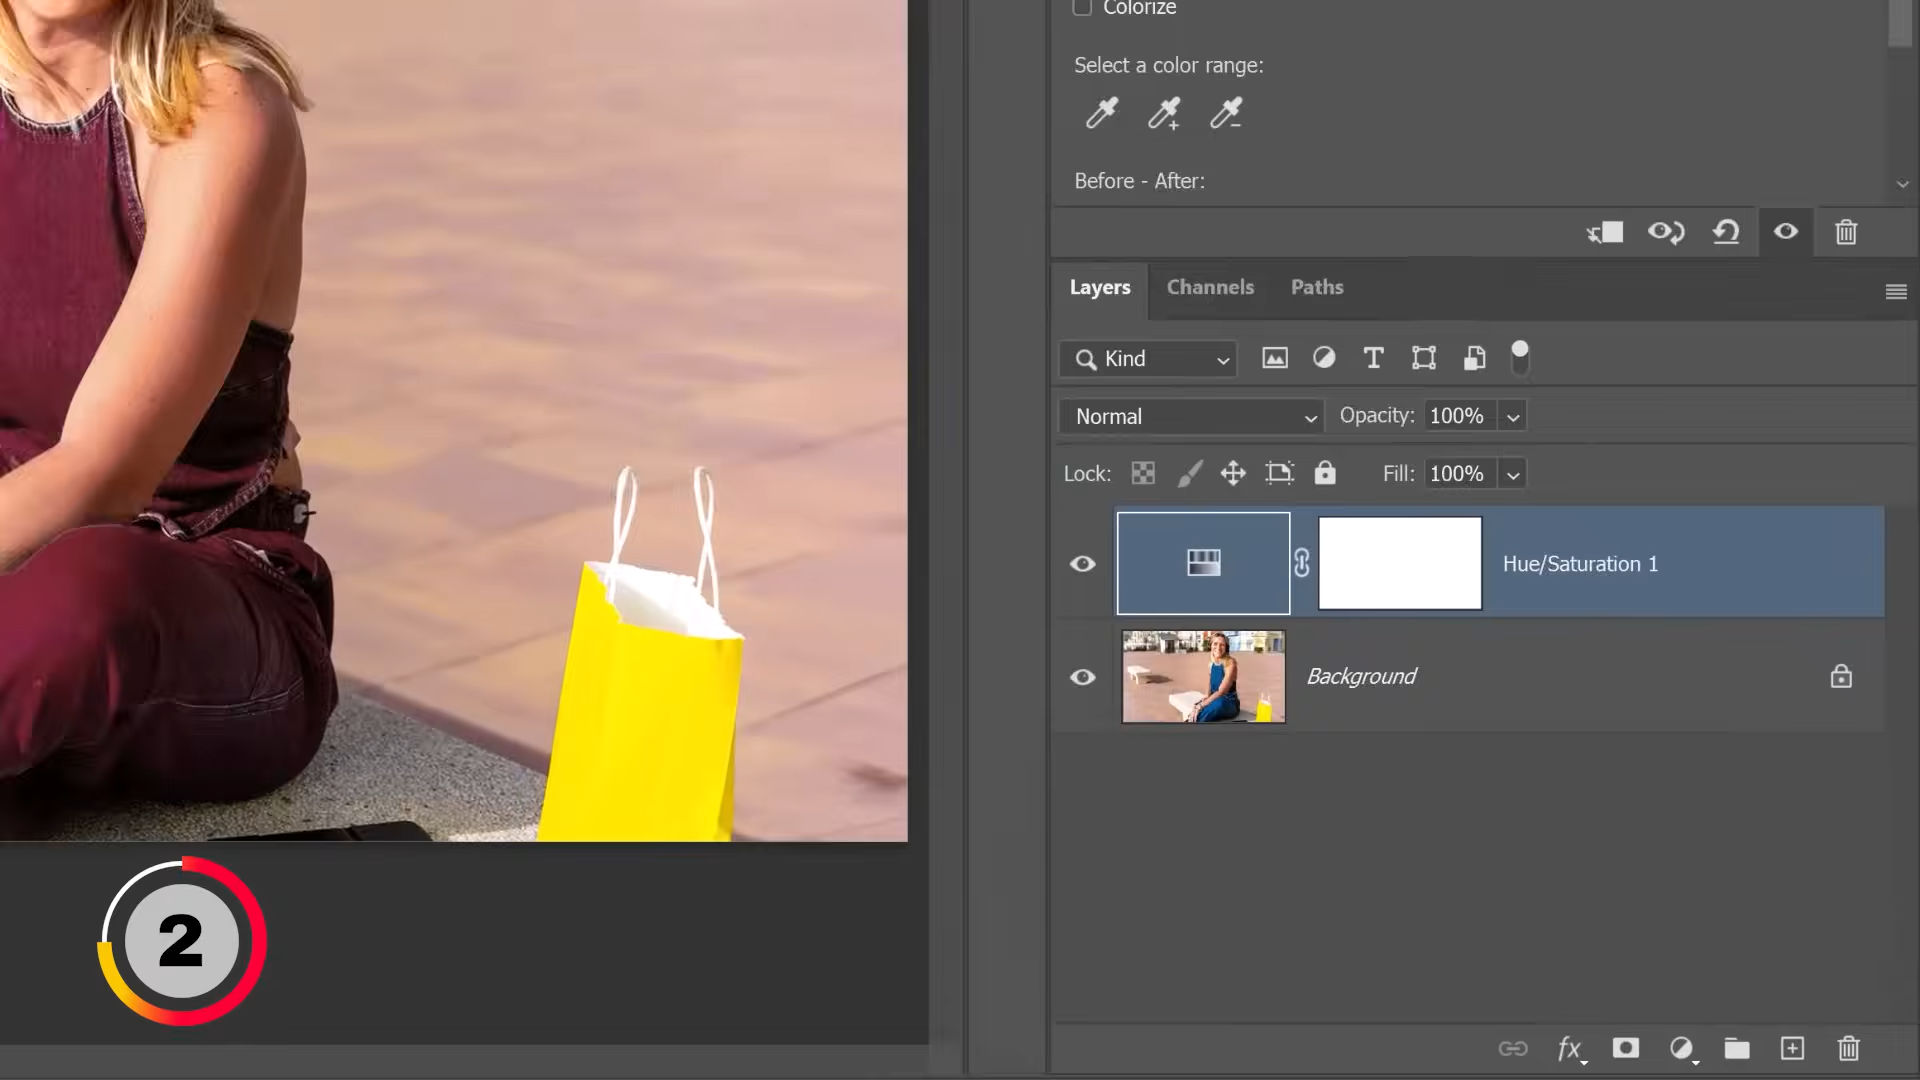 Colorize
Select a color range:
Before - After:
Layers Channels Paths
Kind
Normal Opacity: 100%
Lock: Fill: 100%
Hue/Saturation 1
Background
2
fx